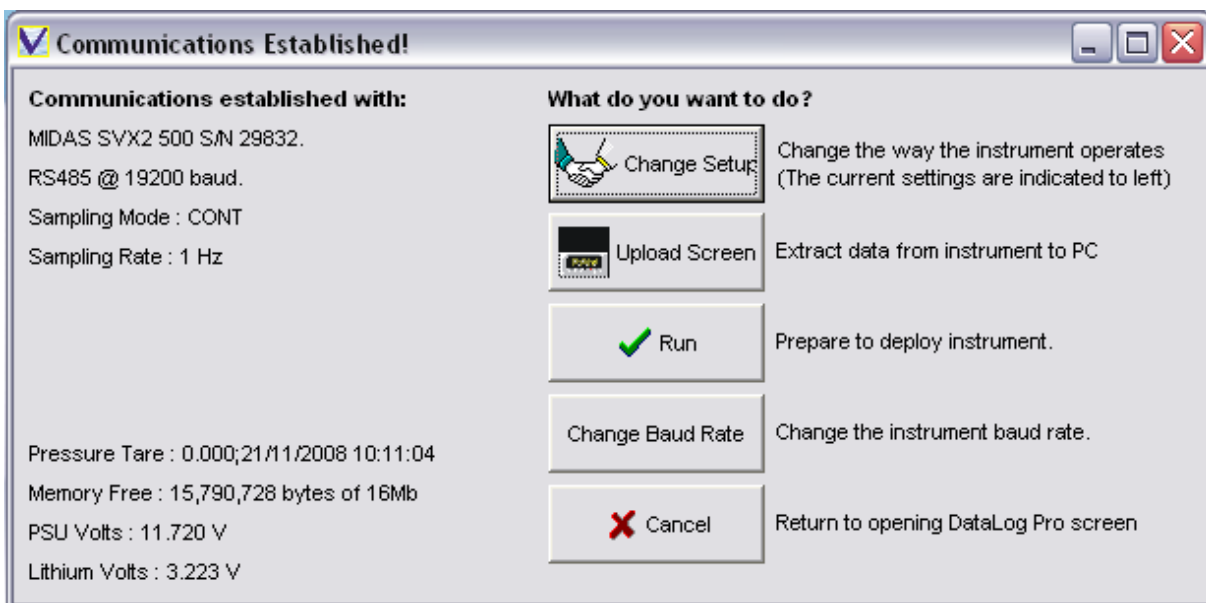 Communications Established!
Communications established with:
MIDAS SVX2 500 S/N 29832.
RS485 @ 19200 baud.
Sampling Mode : CONT
Sampling Rate : 1 Hz
Pressure Tare : 0.000;21/11/2008 10:11:04
Memory Free : 15,790,728 bytes of 16Mb
PSU Volts : 11.720 V
Lithium Volts : 3.223 V
What do you want to do?
Change Setup
Change the way the instrument operates
(The current settings are indicated to left)
Upload Screen
Extract data from instrument to PC
Run
Prepare to deploy instrument.
Change Baud Rate
Change the instrument baud rate.
Cancel
Return to opening DataLog Pro screen